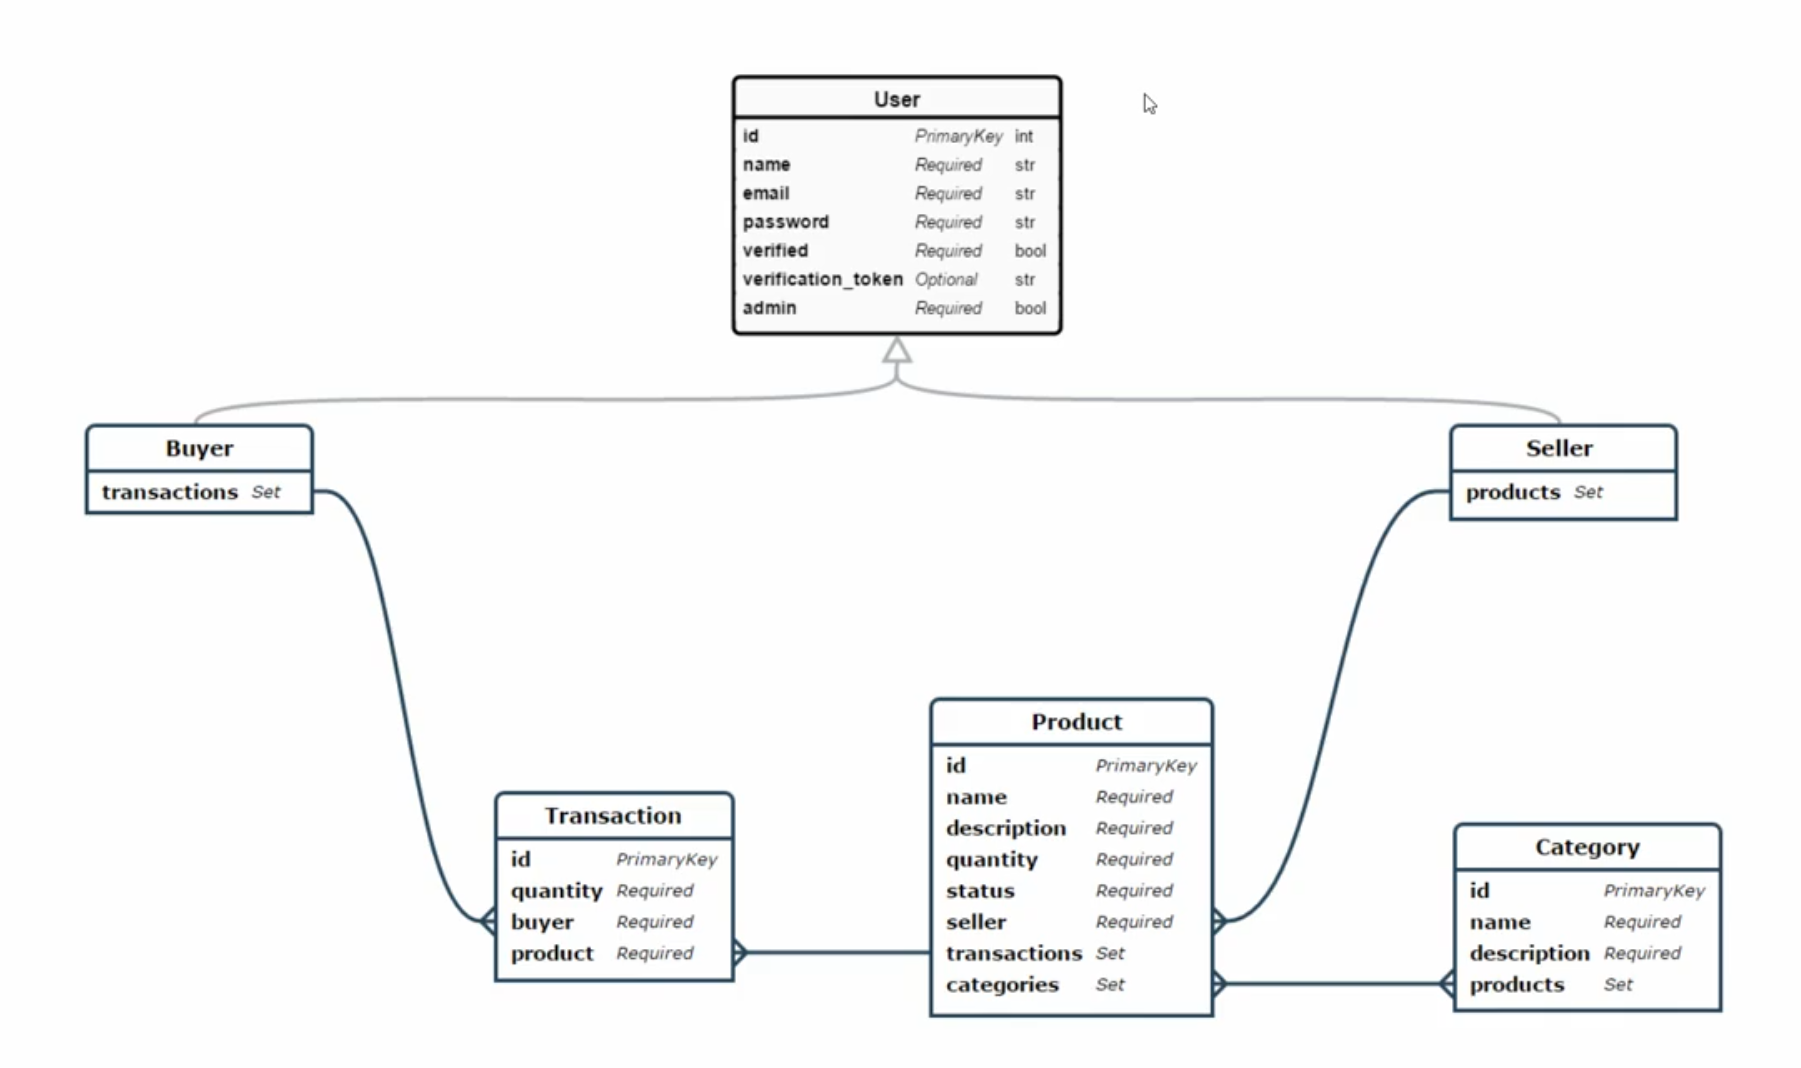 User
id PrimaryKey int
name Required str
email Required str
password Required str
verified Required bool
verification_token Optional str
admin Required bool
Buyer
transactions Set
Seller
products Set
Transaction
id PrimaryKey
quantity Required
buyer Required
product Required
Product
id PrimaryKey
name Required
description Required
quantity Required
status Required
seller Required
transactions Set
categories Set
Category
id PrimaryKey
name Required
description Required
products Set